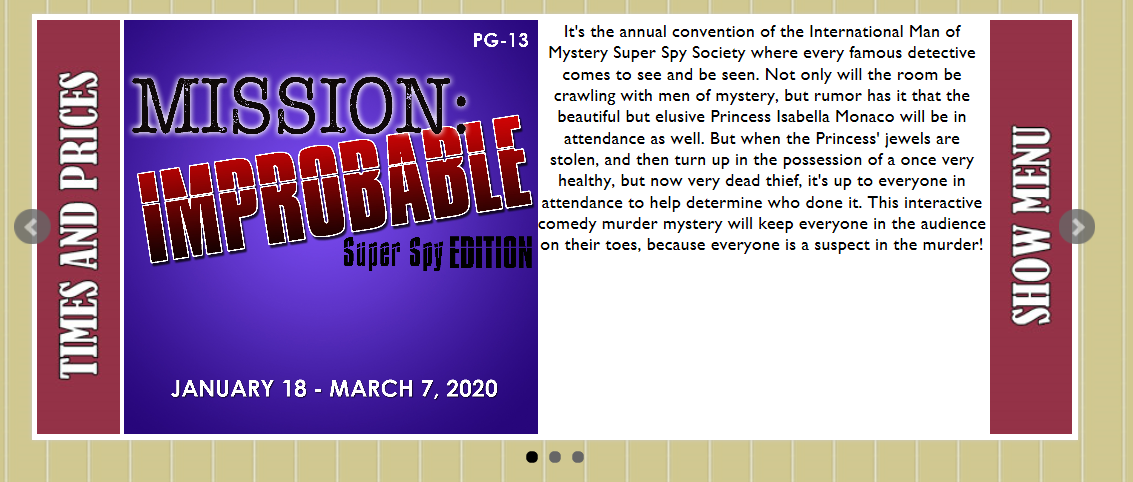 TIMES AND PRICES
PG-13
MISSION:
IMPROBABLE
Super Spy EDITION
JANUARY 18 - MARCH 7, 2020
It's the annual convention of the International Man of
Mystery Super Spy Society where every famous detective
comes to see and be seen. Not only will the room be
crawling with men of mystery, but rumor has it that the
beautiful but elusive Princess Isabella Monaco will be in
attendance as well. But when the Princess' jewels are
stolen, and then turn up in the possession of a once very
healthy, but now very dead thief, it's up to everyone in
attendance to help determine who done it. This interactive
comedy murder mystery will keep everyone in the audience
on their toes, because everyone is a suspect in the murder!
SHOW MENU